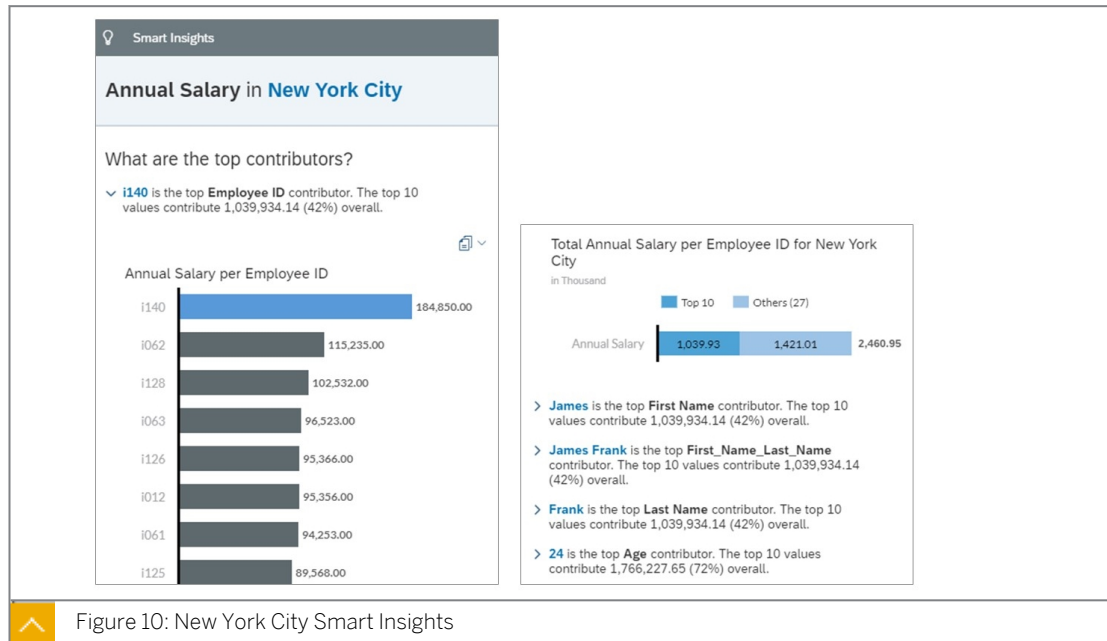 Smart Insights
Annual Salary in New York City
What are the top contributors?
i140 is the top Employee ID contributor. The top 10
values contribute 1,039,934.14 (42%) overall.
Annual Salary per Employee ID
i140 184,850.00
i062 115,235.00
i128 102,532.00
i063 96,523.00
i126 95,366.00
i012 95,356.00
i061 94,253.00
i125 89,568.00
Total Annual Salary per Employee ID for New York
City
in Thousand
Top 10 Others (27)
Annual Salary 1,039.93 1,421.01 2,460.95
James is the top First Name contributor. The top 10
values contribute 1,039,934.14 (42%) overall.
James Frank is the top First_Name_Last_Name
contributor. The top 10 values contribute 1,039,934.14
(42%) overall.
Frank is the top Last Name contributor. The top 10
values contribute 1,039,934.14 (42%) overall.
24 is the top Age contributor. The top 10 values
contribute 1,766,227.65 (72%) overall.
Figure 10: New York City Smart Insights